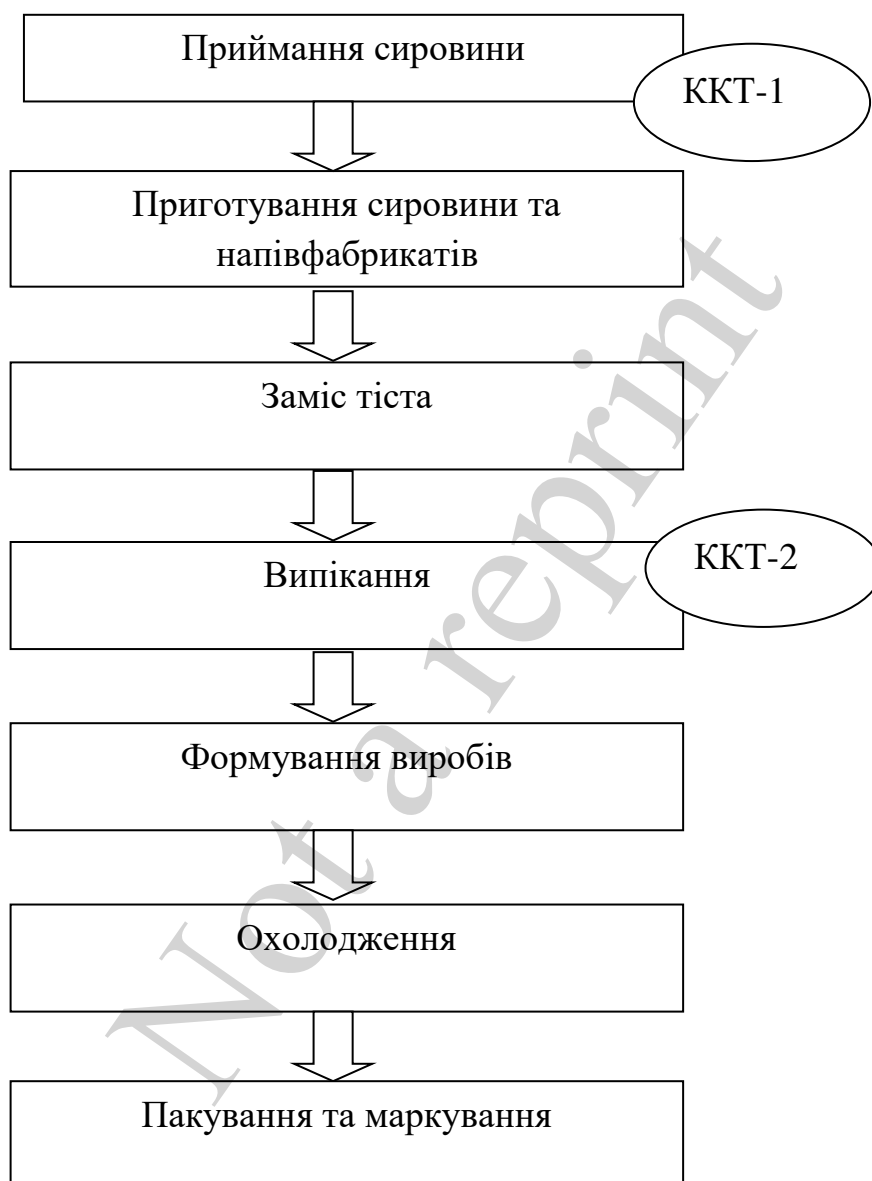 Приймання сировини
ККТ-1
Приготування сировини та
напівфабрикатів
Заміс тіста
Випікання
ККТ-2
Формування виробів
Охолодження
Пакування та маркування
Not a reprint